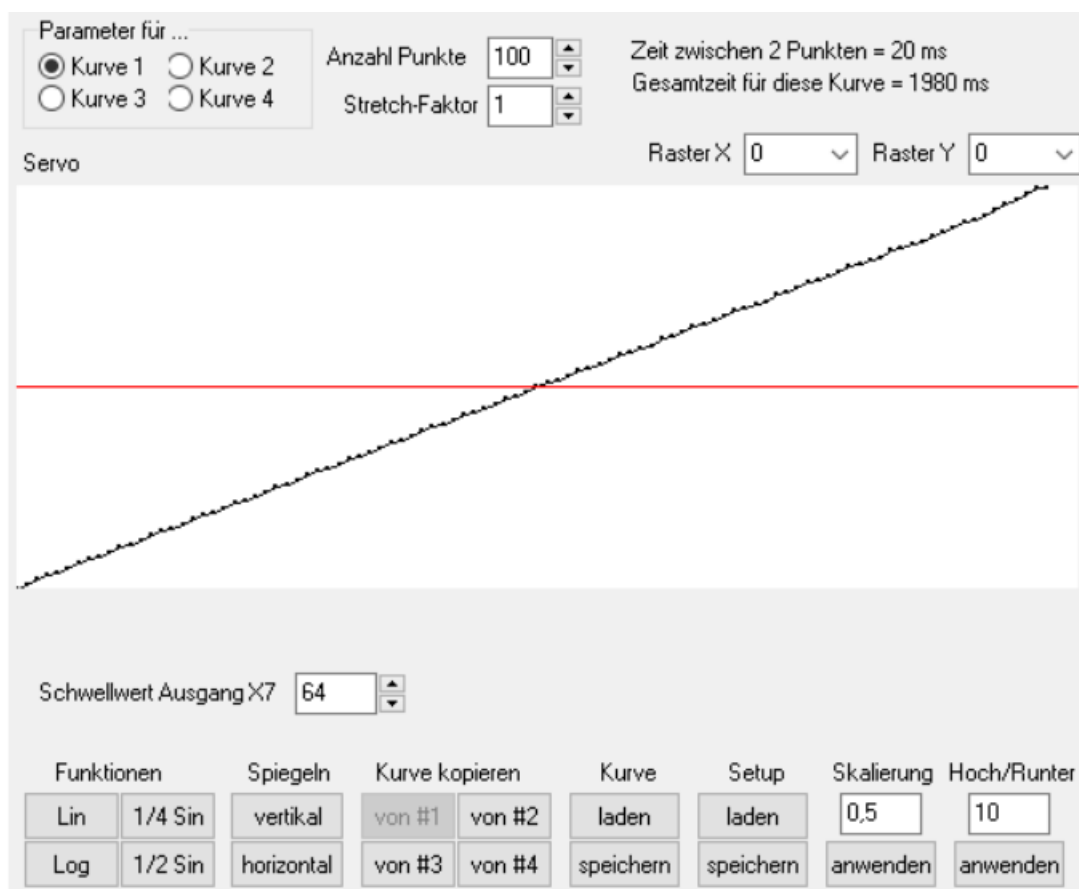 Parameter für ...
Kurve 1 Kurve 2
Kurve 3 Kurve 4
Anzahl Punkte 100
Stretch-Faktor 1
Zeit zwischen 2 Punkten = 20 ms
Gesamtzeit für diese Kurve = 1980 ms
Raster X 0 Raster Y 0
Servo
Schwellwert Ausgang X7 64
Funktionen Spiegeln Kurve kopieren Kurve Setup Skalierung Hoch/Runter
Lin 1/4 Sin vertikal von #1 von #2 laden laden 0,5 10
Log 1/2 Sin horizontal von #3 von #4 speichern speichern anwenden anwenden